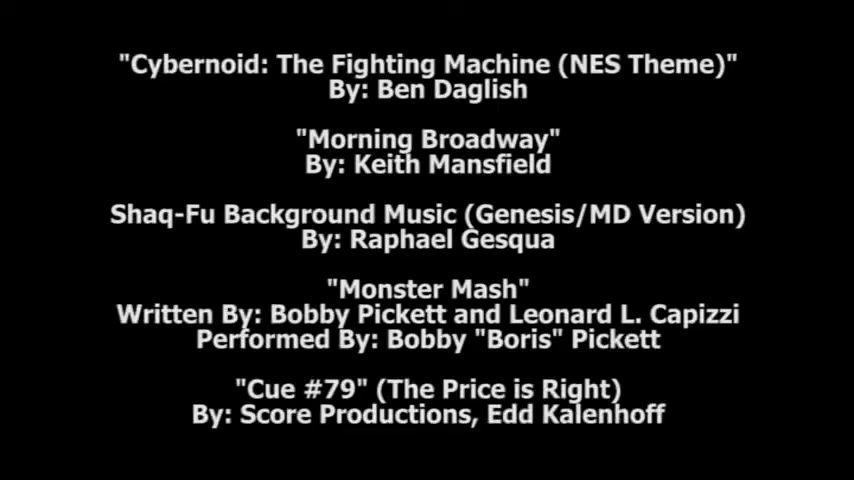 "Cybernoid: The Fighting Machine (NES Theme)"
By: Ben Daglish
"Morning Broadway"
By: Keith Mansfield
Shaq-Fu Background Music (Genesis/MD Version)
By: Raphael Gesqua
"Monster Mash"
Written By: Bobby Pickett and Leonard L. Capizzi
Performed By: Bobby "Boris" Pickett
"Cue #79" (The Price is Right)
By: Score Productions, Edd Kalenhoff